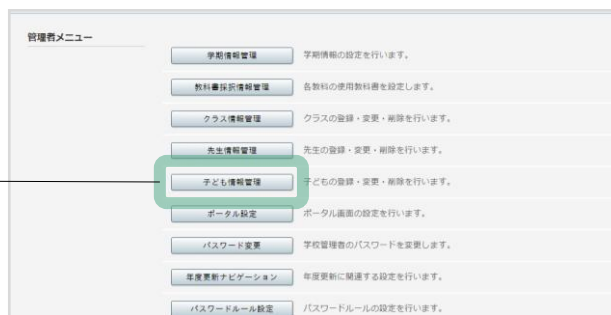 管理者メニュー
学期情報管理 学期情報の設定を行います。
教科書採択情報管理 各教科の使用教科書を設定します。
クラス情報管理 クラスの登録・変更・削除を行います。
先生情報管理 先生の登録・変更・削除を行います。
子ども情報管理 子どもの登録・変更・削除を行います。
ポータル設定 ポータル画面の設定を行います。
パスワード変更 学校管理者のパスワードを変更します。
年度更新ナビゲーション 年度更新に関連する設定を行います。
パスワードルール設定 パスワードルールの設定を行います。